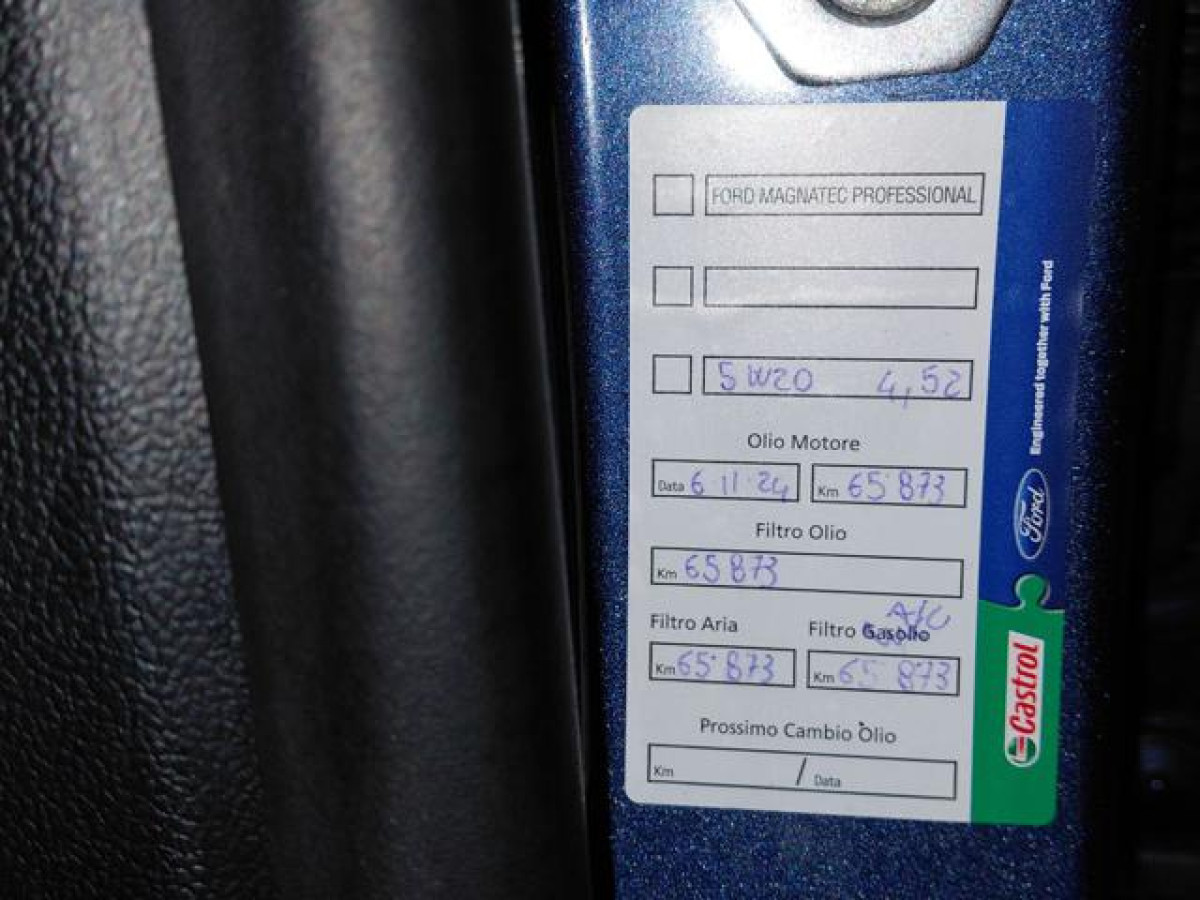 FORD MAGNATEC PROFESSIONAL
5W20 4,52
Olio Motore
Data 6 11 24 Km 65 873
Filtro Olio
Km 65 873
A/C
Filtro Aria Filtro Gasolio
Km 65 873 Km 65 873
Prossimo Cambio Olio
Km / Data
Engineered together with Ford
Ford
Castrol